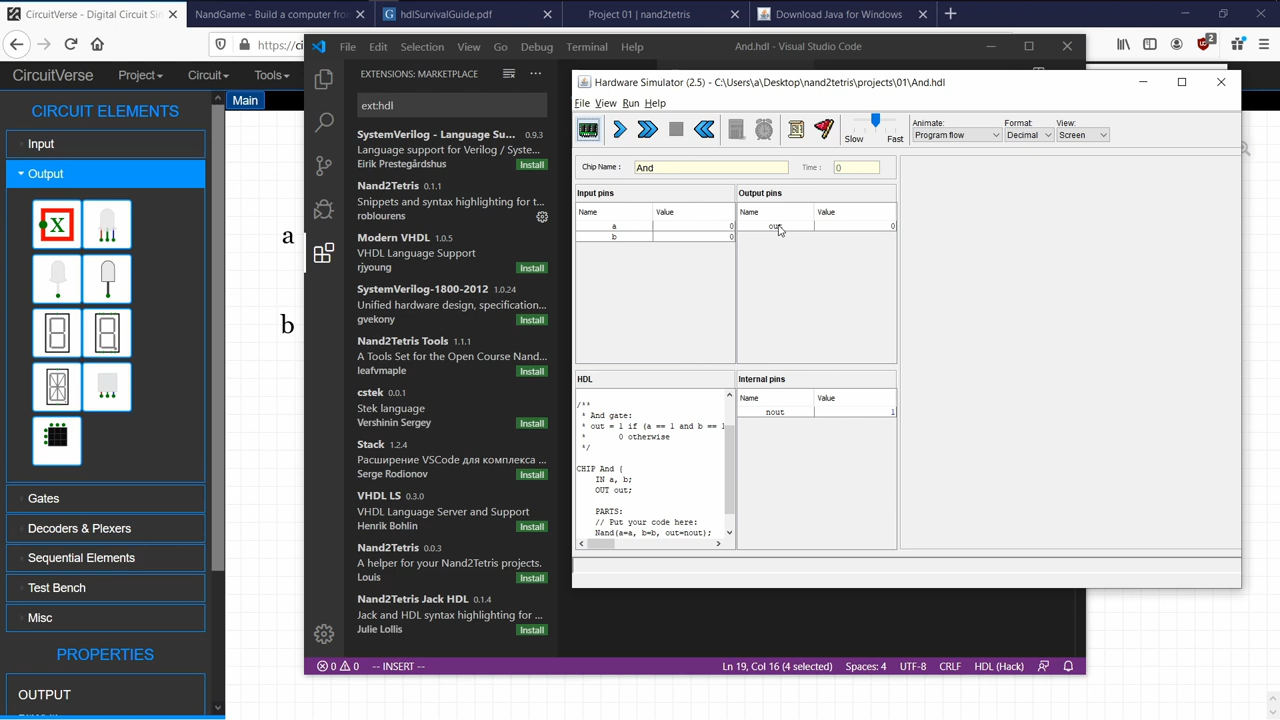 CircuitVerse - Digital Circuit Sim
NandGame - Build a computer from
hdlSurvivalGuide.pdf
Project 01 | nand2tetris
Download Java for Windows
https://ci
CircuitVerse
Project
Circuit
Tools
Main
CIRCUIT ELEMENTS
Input
Output
X
Gates
Decoders & Plexers
Sequential Elements
Test Bench
Misc
PROPERTIES
OUTPUT
a
b
File Edit Selection View Go Debug Terminal Help
And.hdl - Visual Studio Code
EXTENSIONS: MARKETPLACE
ext:hdl
SystemVerilog - Language Su... 0.9.3
Language support for Verilog / Syste...
Eirik Prestegårdshus Install
Nand2Tetris 0.1.1
Snippets and syntax highlighting for t...
roblourens
Modern VHDL 1.0.5
VHDL Language Support
rjyoung Install
SystemVerilog-1800-2012 1.0.24
Unified hardware design, specification...
gvekony Install
Nand2Tetris Tools 1.1.1
A Tools Set for the Open Course Nand...
leafvmaple Install
cstek 0.0.1
Stek language
Vershinin Sergey Install
Stack 1.2.4
Расширение VSCode для комплекса ...
Serge Rodionov Install
VHDL LS 0.3.0
VHDL Language Server and Support
Henrik Bohlin Install
Nand2Tetris 0.0.3
A helper for your Nand2Tetris projects.
Louis Install
Nand2Tetris Jack HDL 0.1.4
Jack and HDL syntax highlighting for ...
Julie Lollis Install
0 0 -- INSERT --
Ln 19, Col 16 (4 selected) Spaces: 4 UTF-8 CRLF HDL (Hack)
Hardware Simulator (2.5) - C:\Users\a\Desktop\nand2tetris\projects\01\And.hdl
File View Run Help
Slow Fast
Animate:
Program flow
Format:
Decimal
View:
Screen
Chip Name : And
Time : 0
Input pins
Name Value
a 0
b 0
Output pins
Name Value
out 0
HDL
/**
* And gate:
* out = 1 if (a == 1 and b == 1
* 0 otherwise
*/
CHIP And {
IN a, b;
OUT out;
PARTS:
// Put your code here:
Nand(a=a, b=b, out=nout);
Internal pins
Name Value
nout 1
2